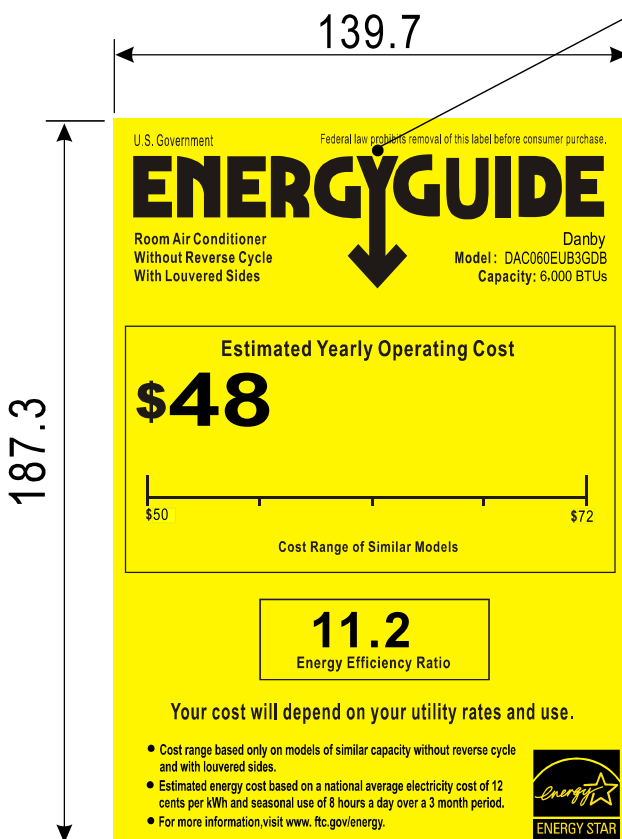 139.7
187.3
U.S. Government
Federal law prohibits removal of this label before consumer purchase.
ENERGYGUIDE
Room Air Conditioner
Without Reverse Cycle
With Louvered Sides
Danby
Model: DAC060EUB3GDB
Capacity: 6,000 BTUs
Estimated Yearly Operating Cost
$48
$50
$72
Cost Range of Similar Models
11.2
Energy Efficiency Ratio
Your cost will depend on your utility rates and use.
● Cost range based only on models of similar capacity without reverse cycle
and with louvered sides.
● Estimated energy cost based on a national average electricity cost of 12
cents per kWh and seasonal use of 8 hours a day over a 3 month period.
● For more information,visit www. ftc.gov/energy.
energy
ENERGY STAR